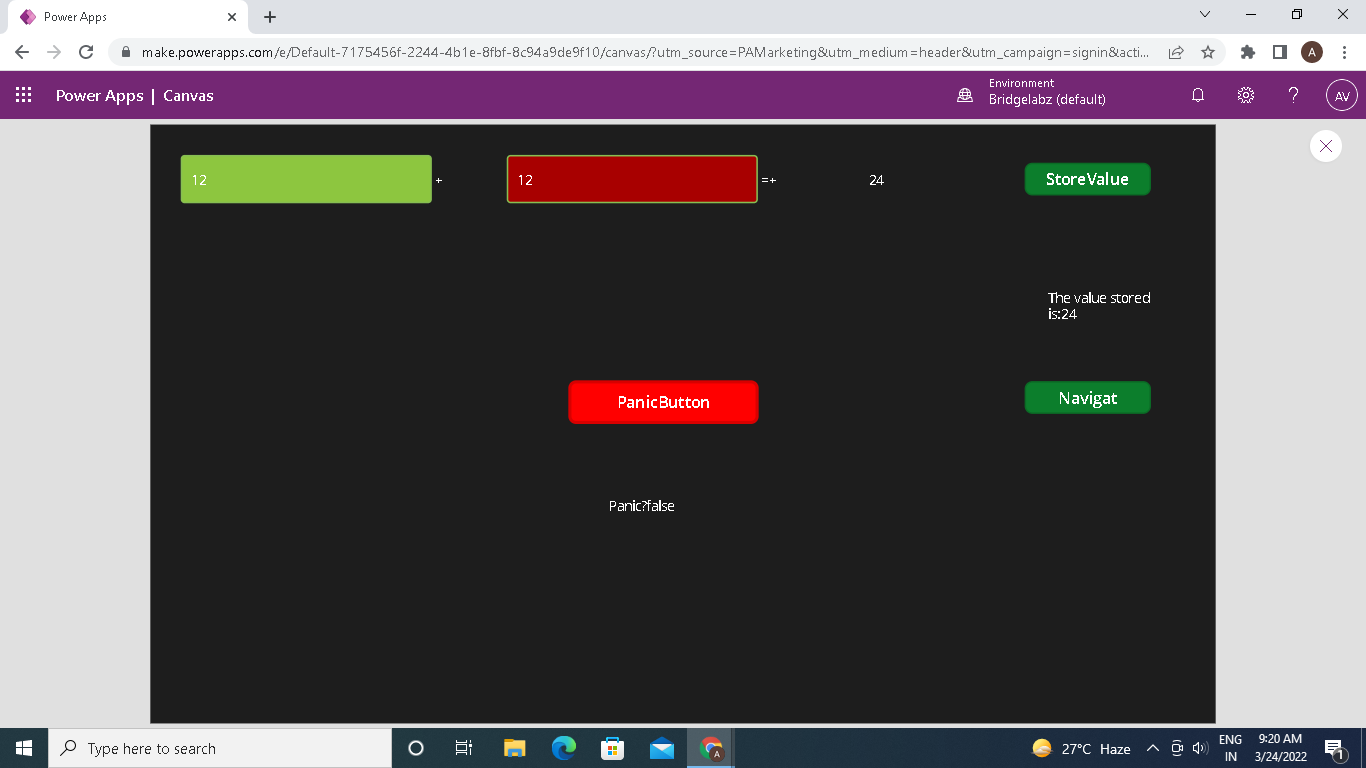 Power Apps
make.powerapps.com/e/Default-7175456f-2244-4b1e-8fbf-8c94a9de9f10/canvas/?utm_source=PAMarketing&utm_medium=header&utm_campaign=signin&acti...
A
Power Apps | Canvas
Environment
Bridgelabz (default)
?
AV
12 + 12 =+ 24 StoreValue
The value stored
is:24
PanicButton
Navigat
Panic?false
Type here to search
A
27°C Haze
ENG
IN
9:20 AM
3/24/2022
1